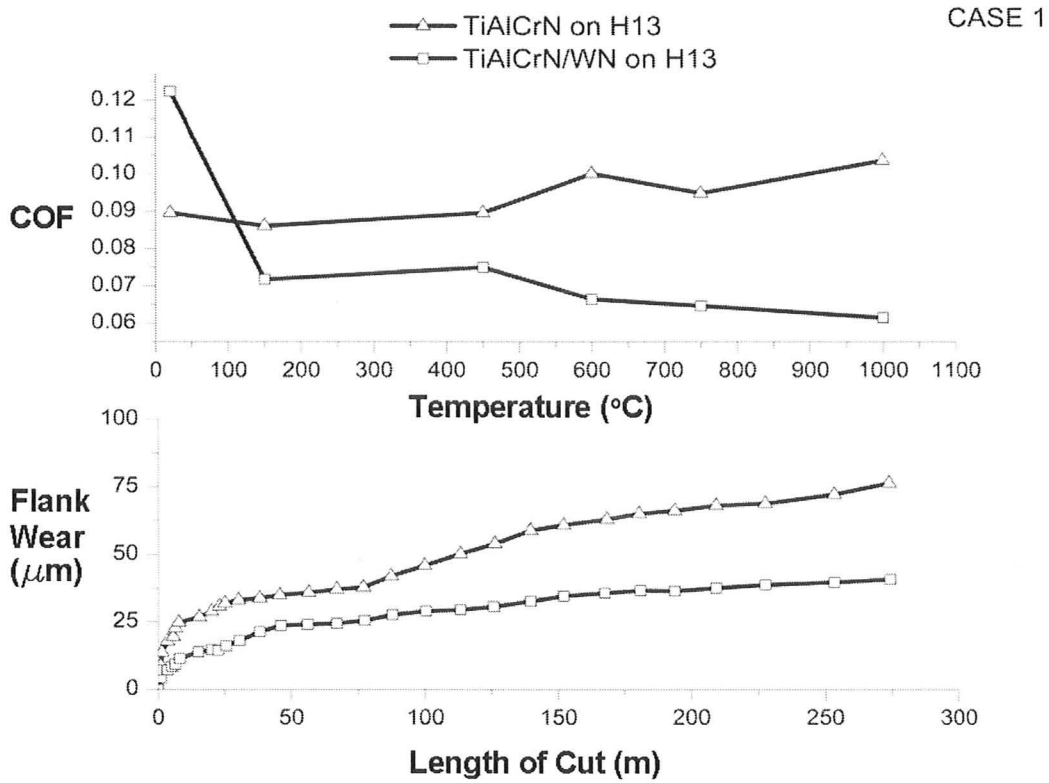 CASE 1
TiAlCrN on H13
TiAlCrN/WN on H13
0.12
0.11
0.10
0.09
0.08
0.07
0.06
COF
0 100 200 300 400 500 600 700 800 900 1000 1100
Temperature (°C)
100
75
50
25
0
Flank
Wear
(μm)
0 50 100 150 200 250 300
Length of Cut (m)